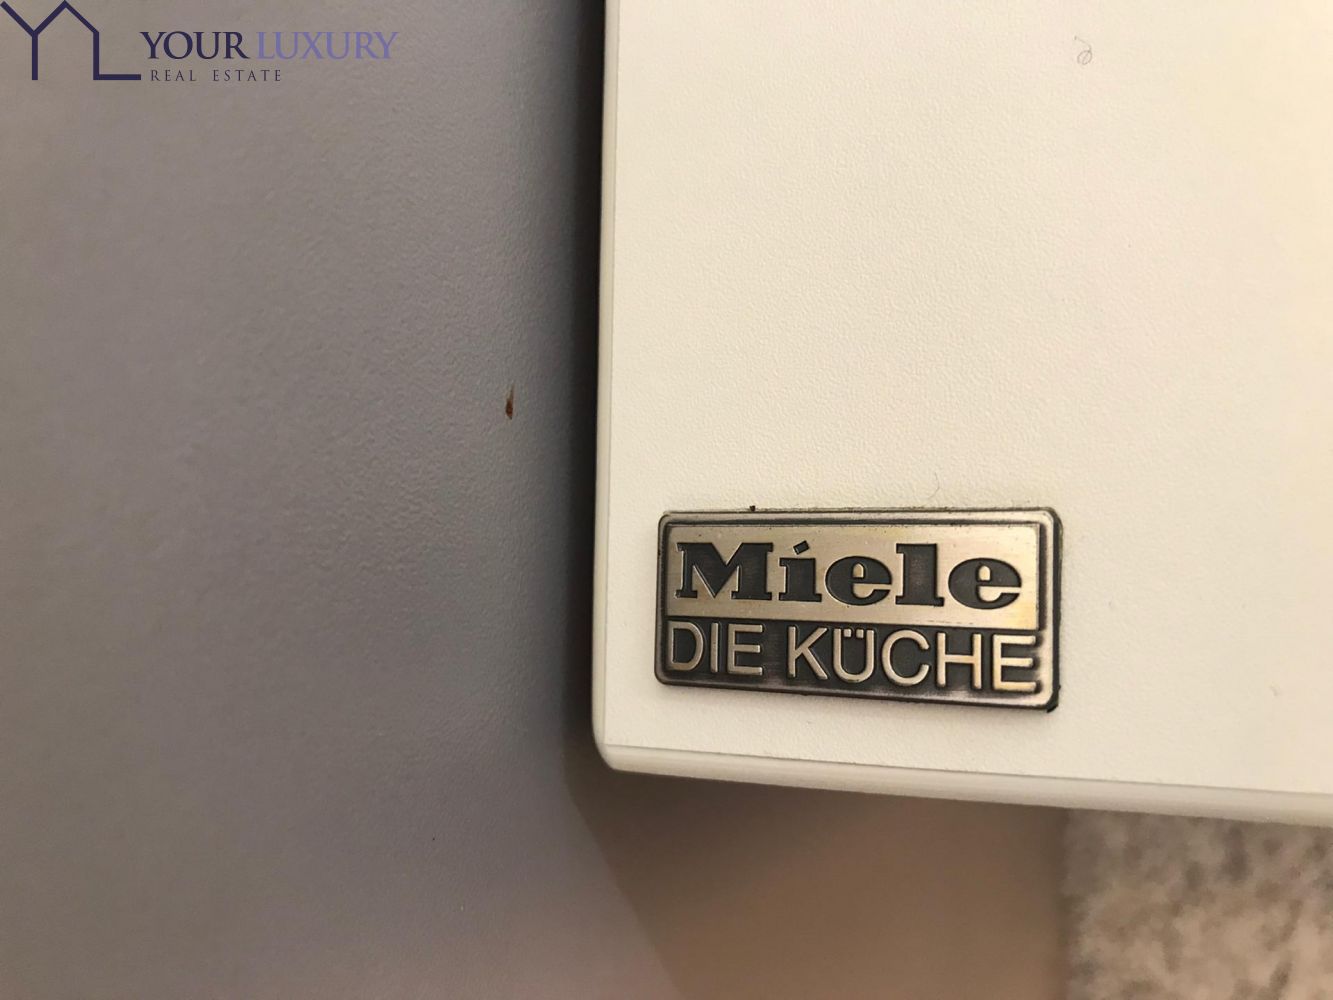 YOUR LUXURY
REAL ESTATE
Miele
DIE KÜCHE